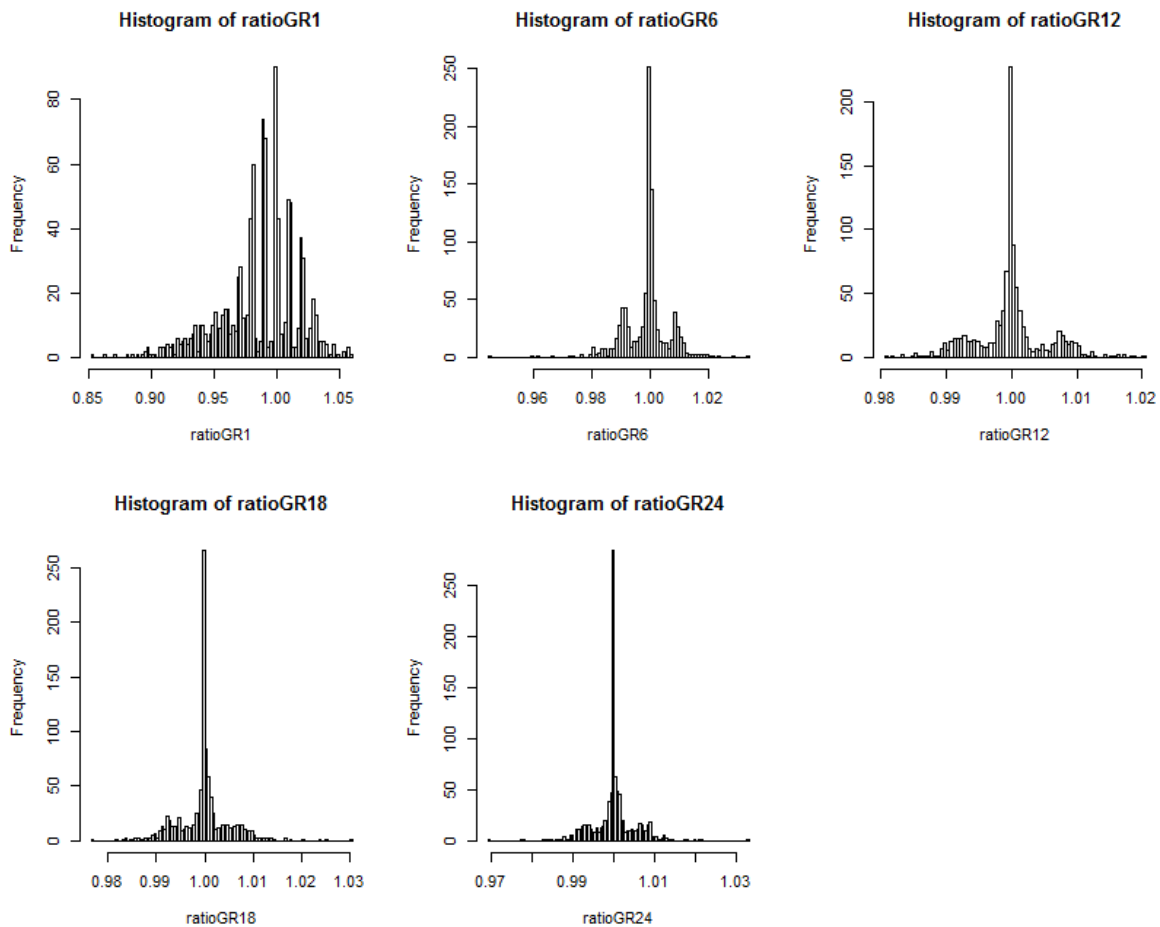 Histogram of ratioGR1
Frequency
0
20
40
60
80
0.85 0.90 0.95 1.00 1.05
ratioGR1
Histogram of ratioGR6
Frequency
0
50
100
150
200
250
0.96 0.98 1.00 1.02
ratioGR6
Histogram of ratioGR12
Frequency
0
50
100
150
200
0.98 0.99 1.00 1.01 1.02
ratioGR12
Histogram of ratioGR18
Frequency
0
50
100
150
200
250
0.98 0.99 1.00 1.01 1.02 1.03
ratioGR18
Histogram of ratioGR24
Frequency
0
50
100
150
200
250
0.97 0.99 1.01 1.03
ratioGR24